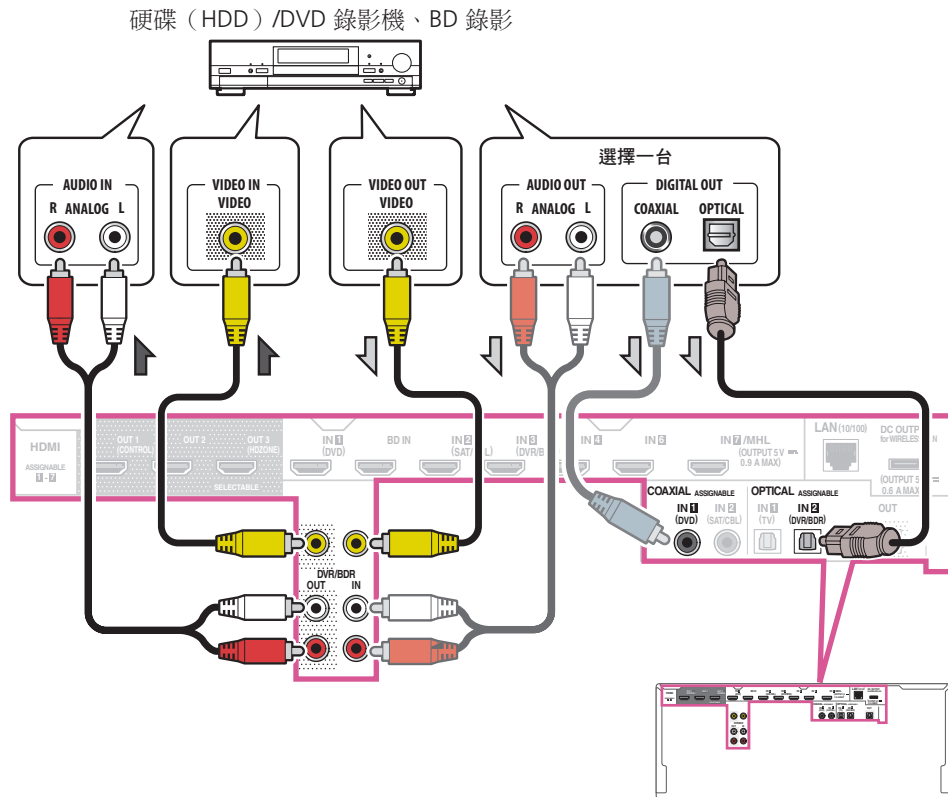 硬碟（HDD）/DVD 錄影機、BD 錄影
選擇一台
AUDIO IN
R ANALOG L
VIDEO IN
VIDEO
VIDEO OUT
VIDEO
AUDIO OUT
R ANALOG L
DIGITAL OUT
COAXIAL OPTICAL
HDMI
ASSIGNABLE
1-7
OUT 1
(CONTROL)
OUT 2
OUT 3
(HDZONE)
SELECTABLE
IN 1
(DVD)
BD IN
IN 2
(SAT/ L)
IN 3
(DVR/B
IN 4
IN 6
IN 7/MHL
(OUTPUT 5 V
0.9 A MAX)
LAN (10/100)
DC OUTP
for WIRELES N
(OUTPUT 5
0.6 A MAX
OUT
COAXIAL ASSIGNABLE
IN 1
(DVD)
IN 2
(SAT/CBL)
OPTICAL ASSIGNABLE
IN 1
(TV)
IN 2
(DVR/BDR)
DVR/BDR
OUT IN